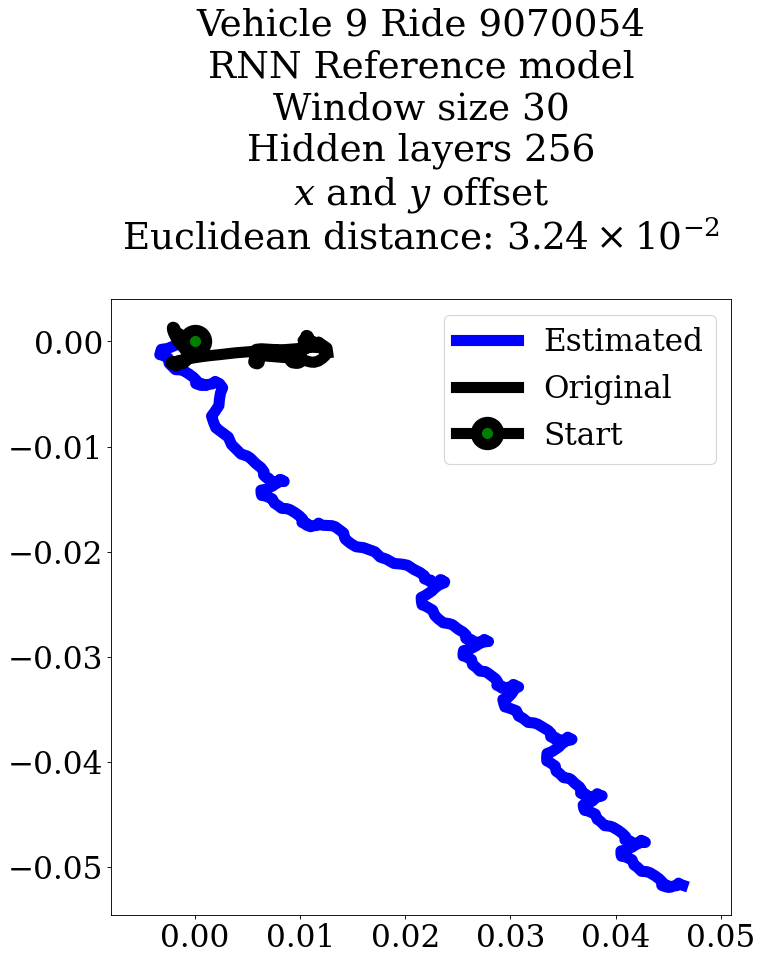 Vehicle 9 Ride 9070054
RNN Reference model
Window size 30
Hidden layers 256
x and y offset
Euclidean distance: 3.24 × 10⁻²
Estimated
Original
Start
0.00
−0.01
−0.02
−0.03
−0.04
−0.05
0.00 0.01 0.02 0.03 0.04 0.05